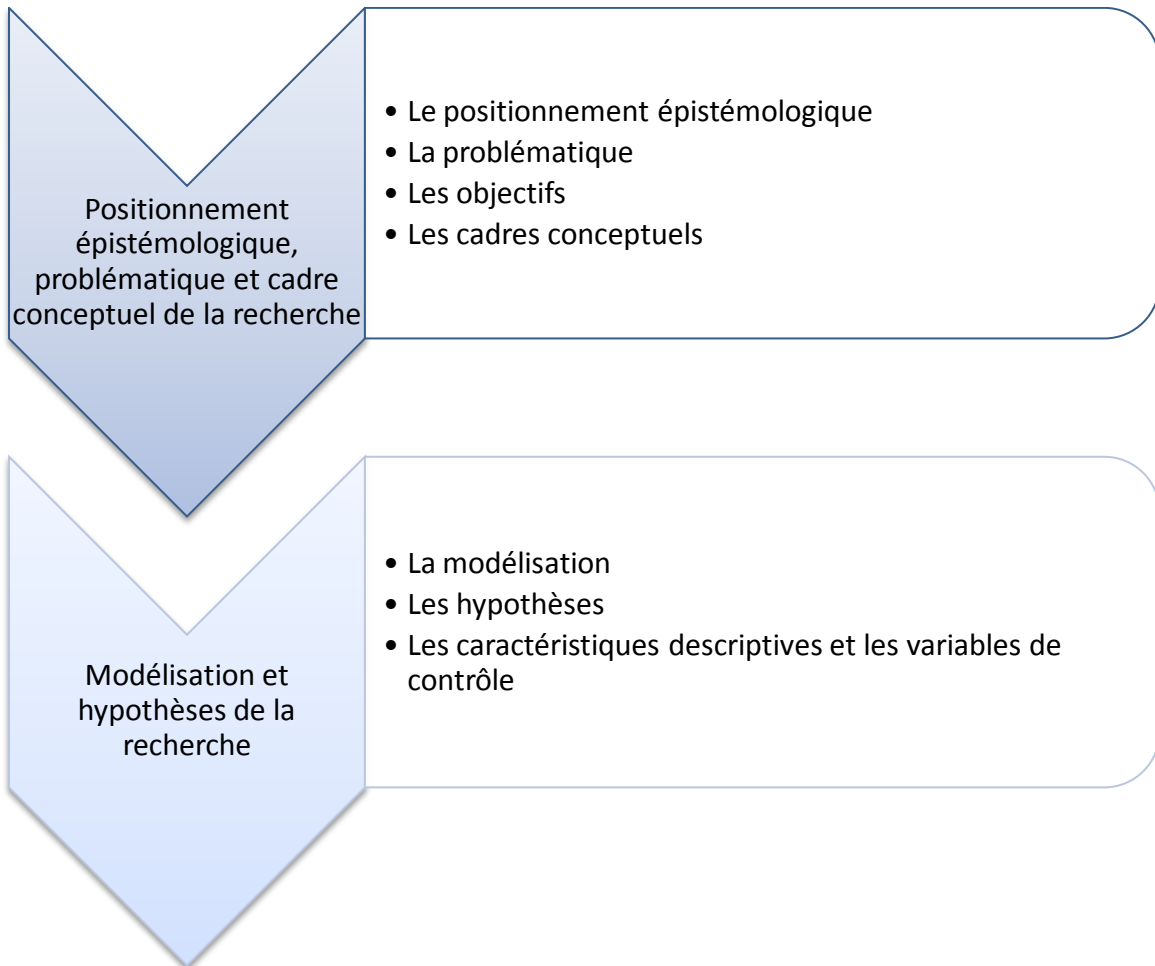 Positionnement
épistémologique,
problématique et cadre
conceptuel de la recherche
• Le positionnement épistémologique
• La problématique
• Les objectifs
• Les cadres conceptuels
Modélisation et
hypothèses de la
recherche
• La modélisation
• Les hypothèses
• Les caractéristiques descriptives et les variables de
contrôle